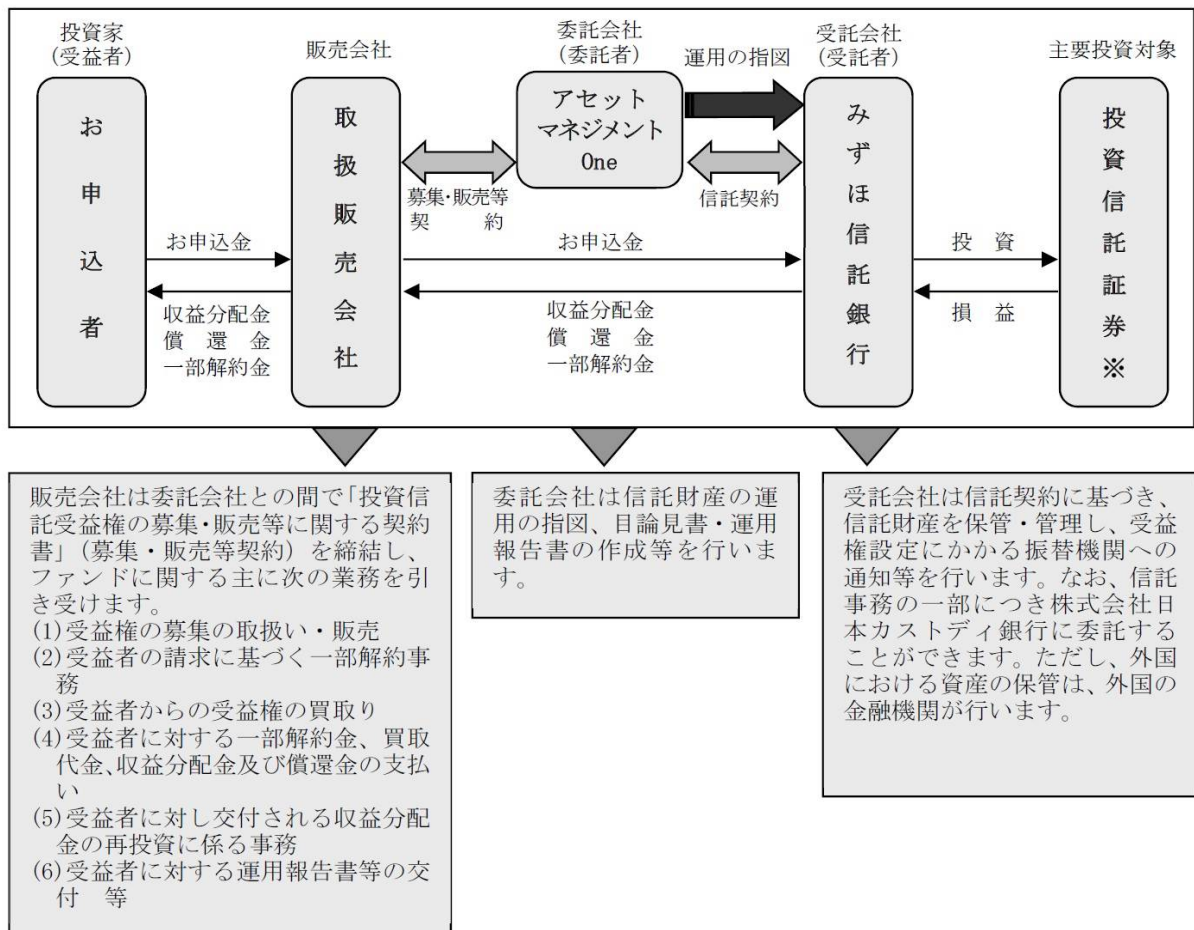 投資家
(受益者)
販売会社
委託会社
(委託者)
運用の指図
受託会社
(受託者)
主要投資対象
お申込者
取扱販売会社
アセット
マネジメント
One
みずほ信託銀行
投資信託証券※
募集・販売等
契約
信託契約
お申込金
収益分配金
償還金
一部解約金
お申込金
収益分配金
償還金
一部解約金
投資
損益
販売会社は委託会社との間で「投資信
託受益権の募集・販売等に関する契約
書」(募集・販売等契約)を締結し、
ファンドに関する主に次の業務を引
き受けます。
(1)受益権の募集の取扱い・販売
(2)受益者の請求に基づく一部解約事
務
(3)受益者からの受益権の買取り
(4)受益者に対する一部解約金、買取
代金、収益分配金及び償還金の支払
い
(5)受益者に対し交付される収益分配
金の再投資に係る事務
(6)受益者に対する運用報告書等の交
付 等
委託会社は信託財産の運
用の指図、目論見書・運用
報告書の作成等を行いま
す。
受託会社は信託契約に基づき、
信託財産を保管・管理し、受益
権設定にかかる振替機関への
通知等を行います。なお、信託
事務の一部につき株式会社日
本カストディ銀行に委託する
ことができます。ただし、外国
における資産の保管は、外国の
金融機関が行います。